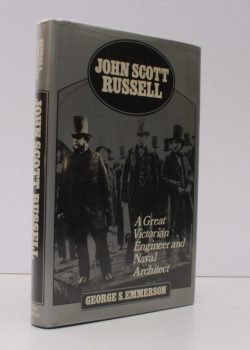 JOHN SCOTT
RUSSELL
A Great
Victorian
Engineer and
Naval
Architect
GEORGE S. EMMERSON
JOHN SCOTT RUSSELL